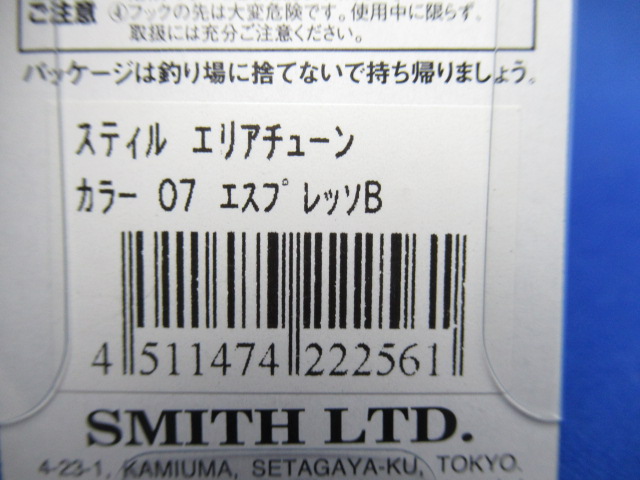 ご注意 ④フックの先は大変危険です。使用中に限らず、
取扱には充分ご注意ください。
パッケージは釣り場に捨てないで持ち帰りましょう。
スティル エリアチューン
カラー 07 エスプレッソB
4 511474 222561
SMITH LTD.
4-23-1, KAMIUMA, SETAGAYA-KU, TOKYO.